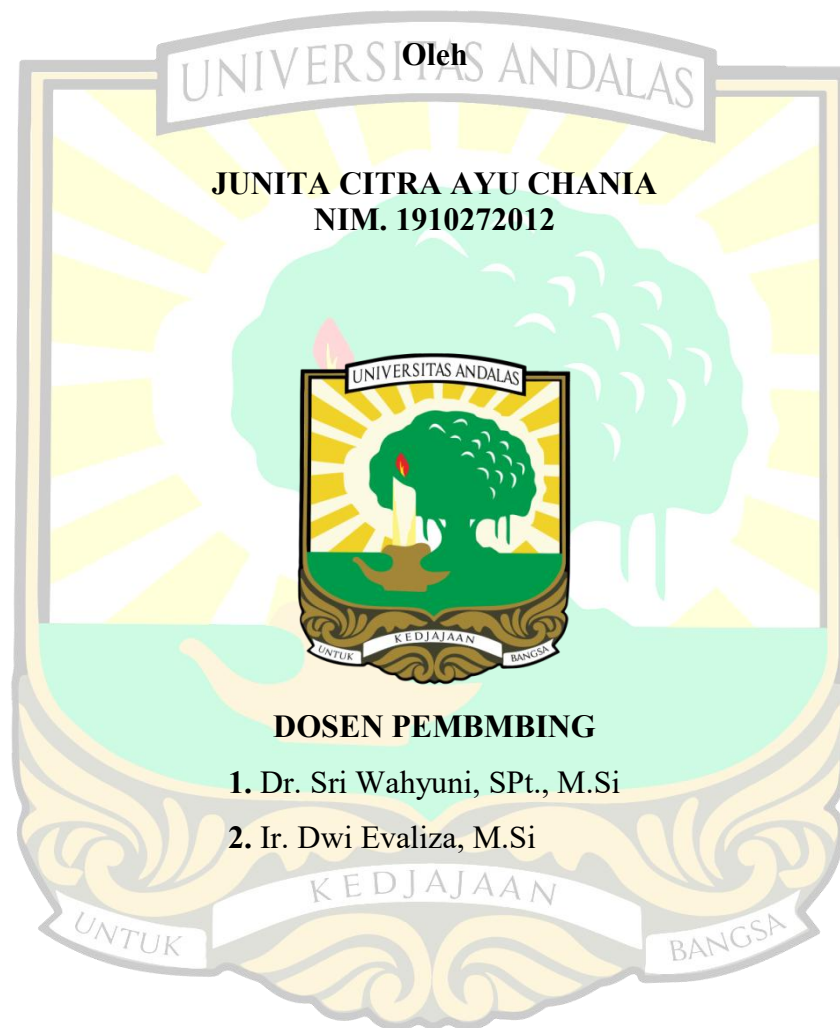 Oleh
UNIVERSITAS ANDALAS
JUNITA CITRA AYU CHANIA
NIM. 1910272012
UNIVERSITAS ANDALAS
UNTUK KEDJAJAAN BANGSA
DOSEN PEMBMBING
1. Dr. Sri Wahyuni, SPt., M.Si
2. Ir. Dwi Evaliza, M.Si
UNTUK KEDJAJAAN BANGSA